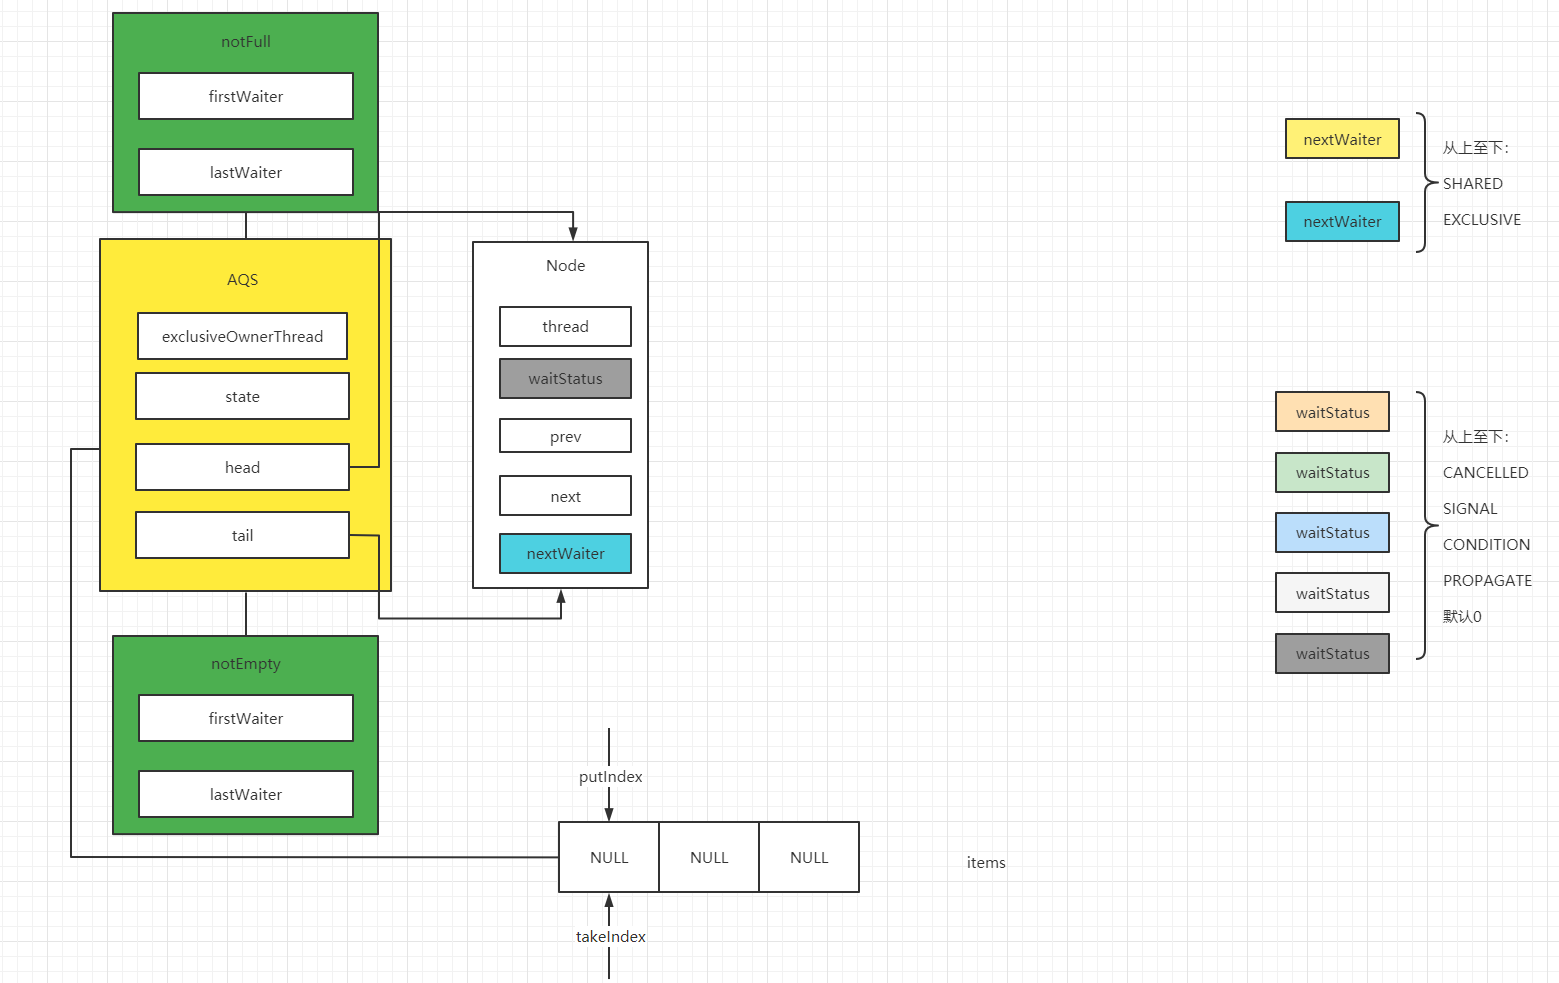 notFull
firstWaiter
lastWaiter
AQS
exclusiveOwnerThread
state
head
tail
notEmpty
firstWaiter
lastWaiter
Node
thread
waitStatus
prev
next
nextWaiter
putIndex
NULL NULL NULL
takeIndex
items
nextWaiter
nextWaiter
从上至下：
SHARED
EXCLUSIVE
waitStatus
waitStatus
waitStatus
waitStatus
waitStatus
从上至下：
CANCELLED
SIGNAL
CONDITION
PROPAGATE
默认0